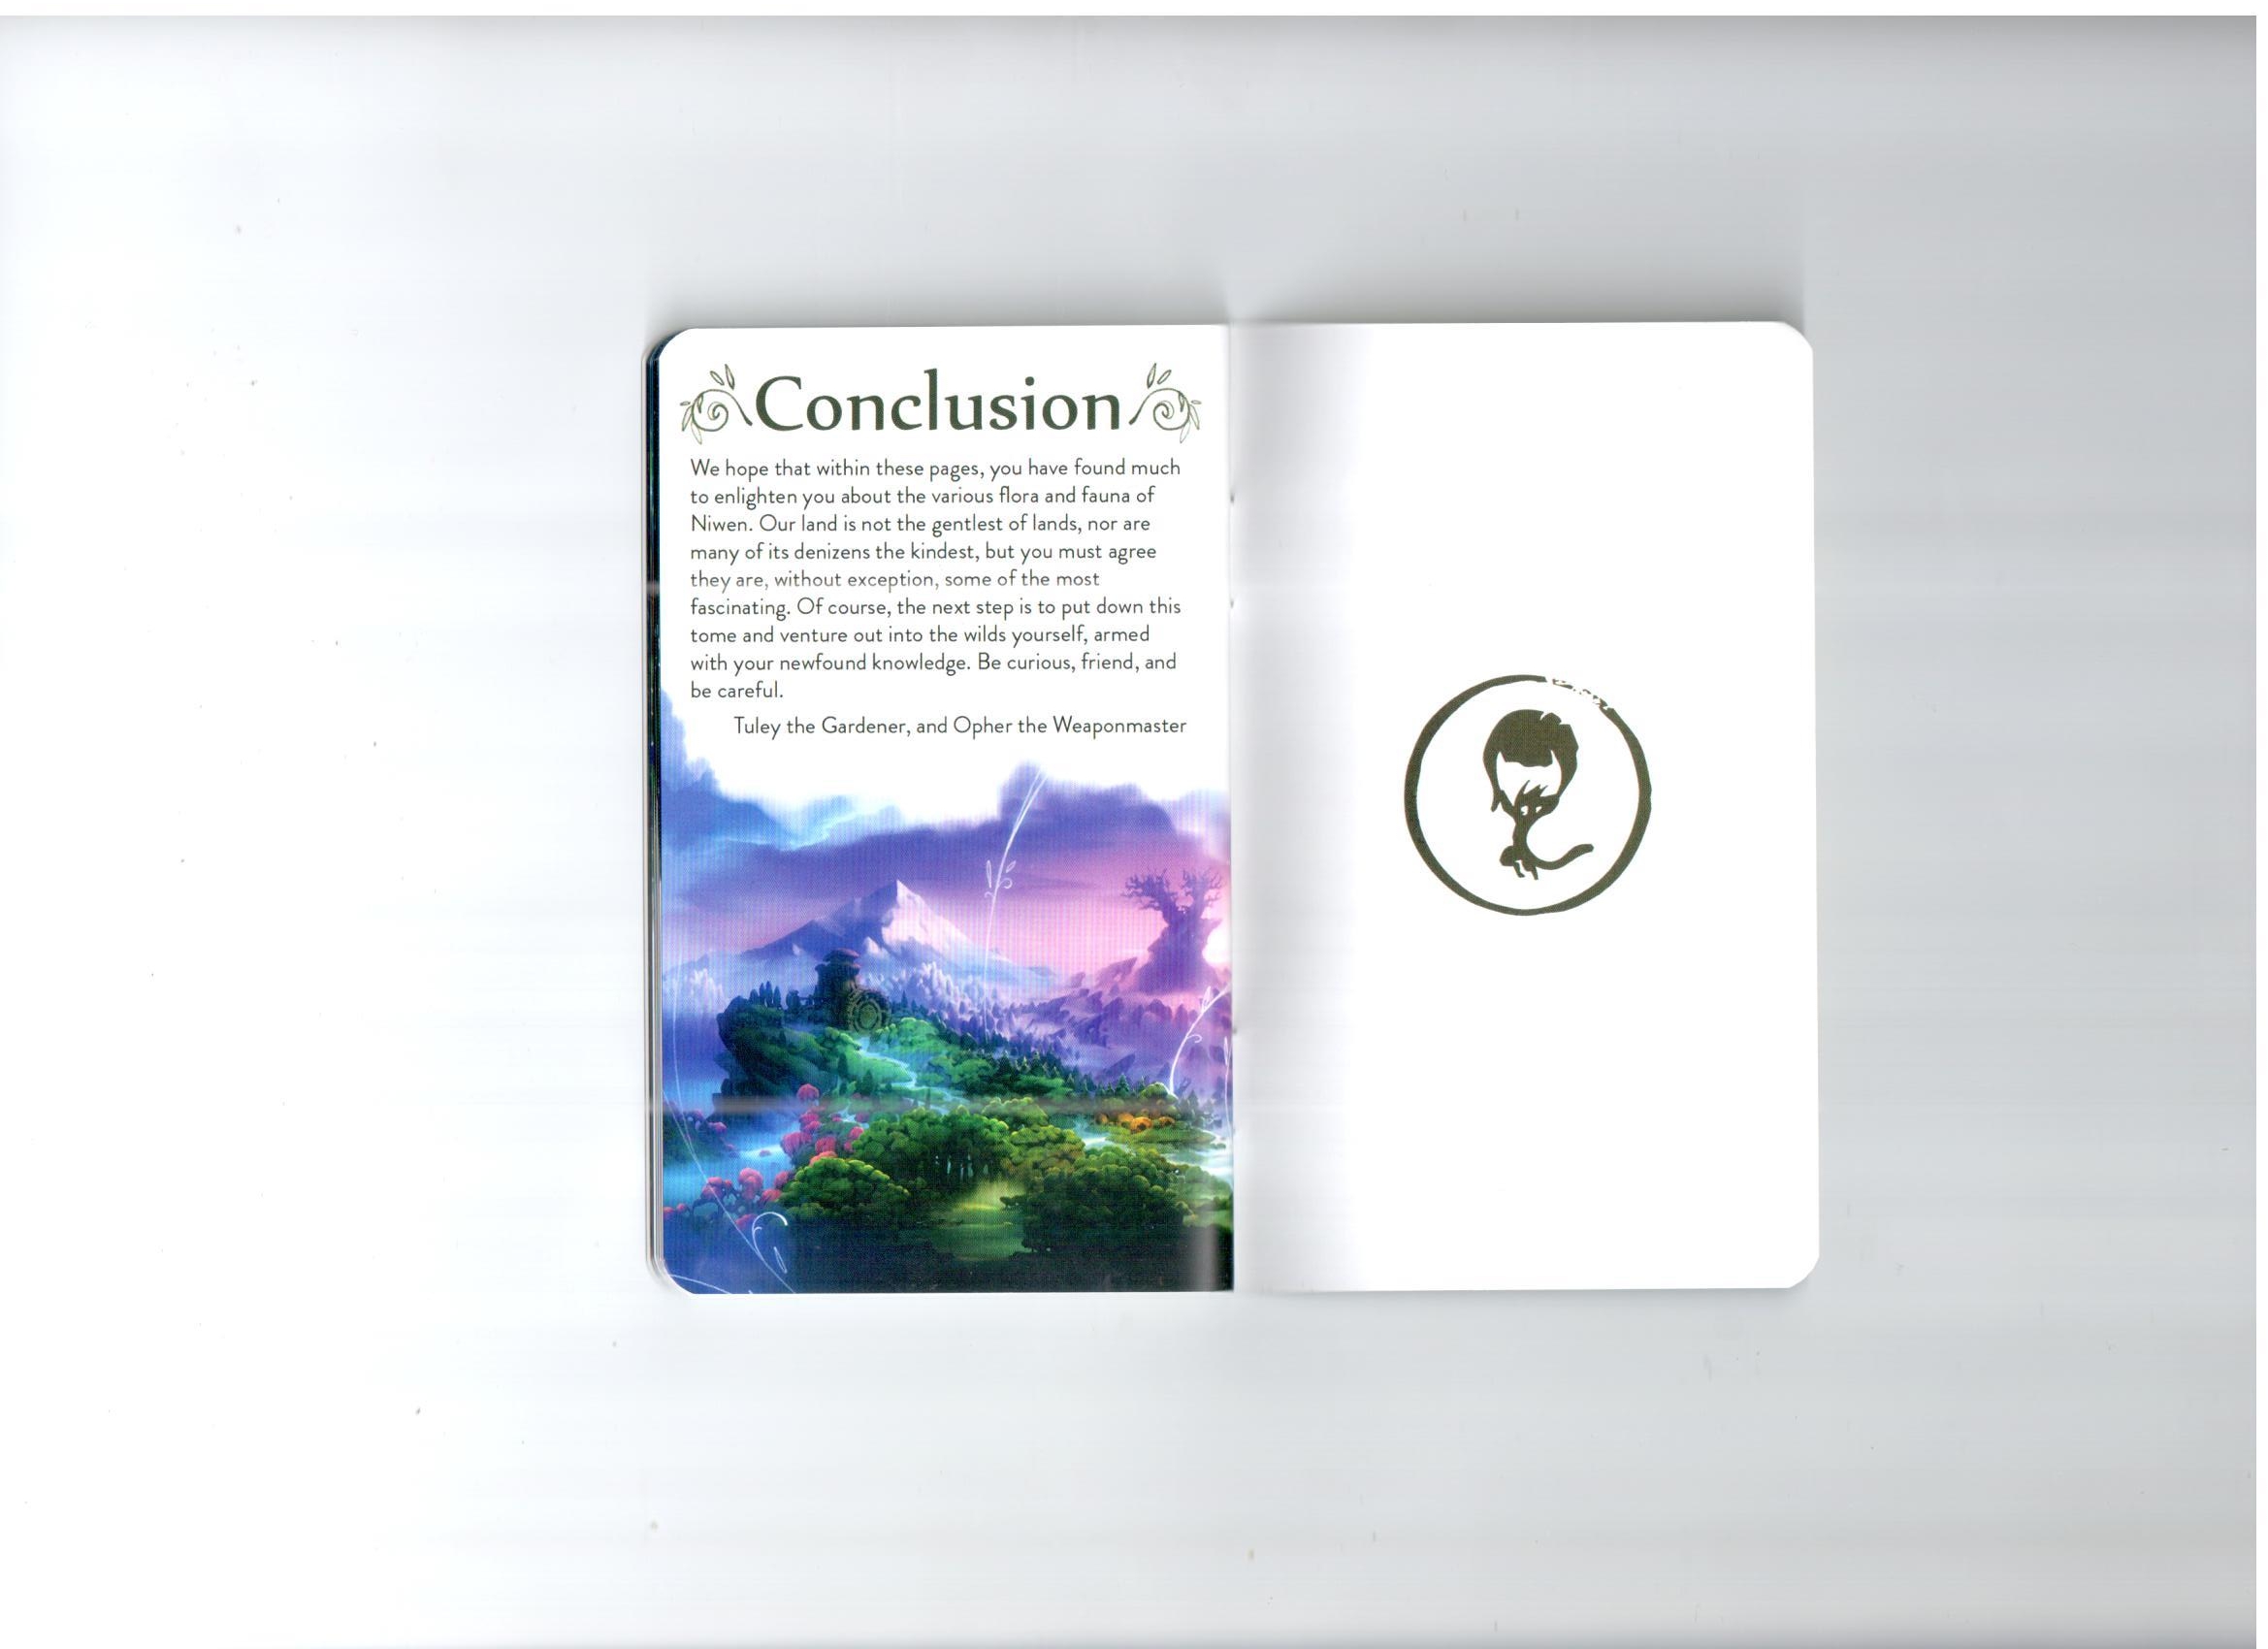 Conclusion
We hope that within these pages, you have found much
to enlighten you about the various flora and fauna of
Niwen. Our land is not the gentlest of lands, nor are
many of its denizens the kindest, but you must agree
they are, without exception, some of the most
fascinating. Of course, the next step is to put down this
tome and venture out into the wilds yourself, armed
with your newfound knowledge. Be curious, friend, and
be careful.
Tuley the Gardener, and Opher the Weaponmaster